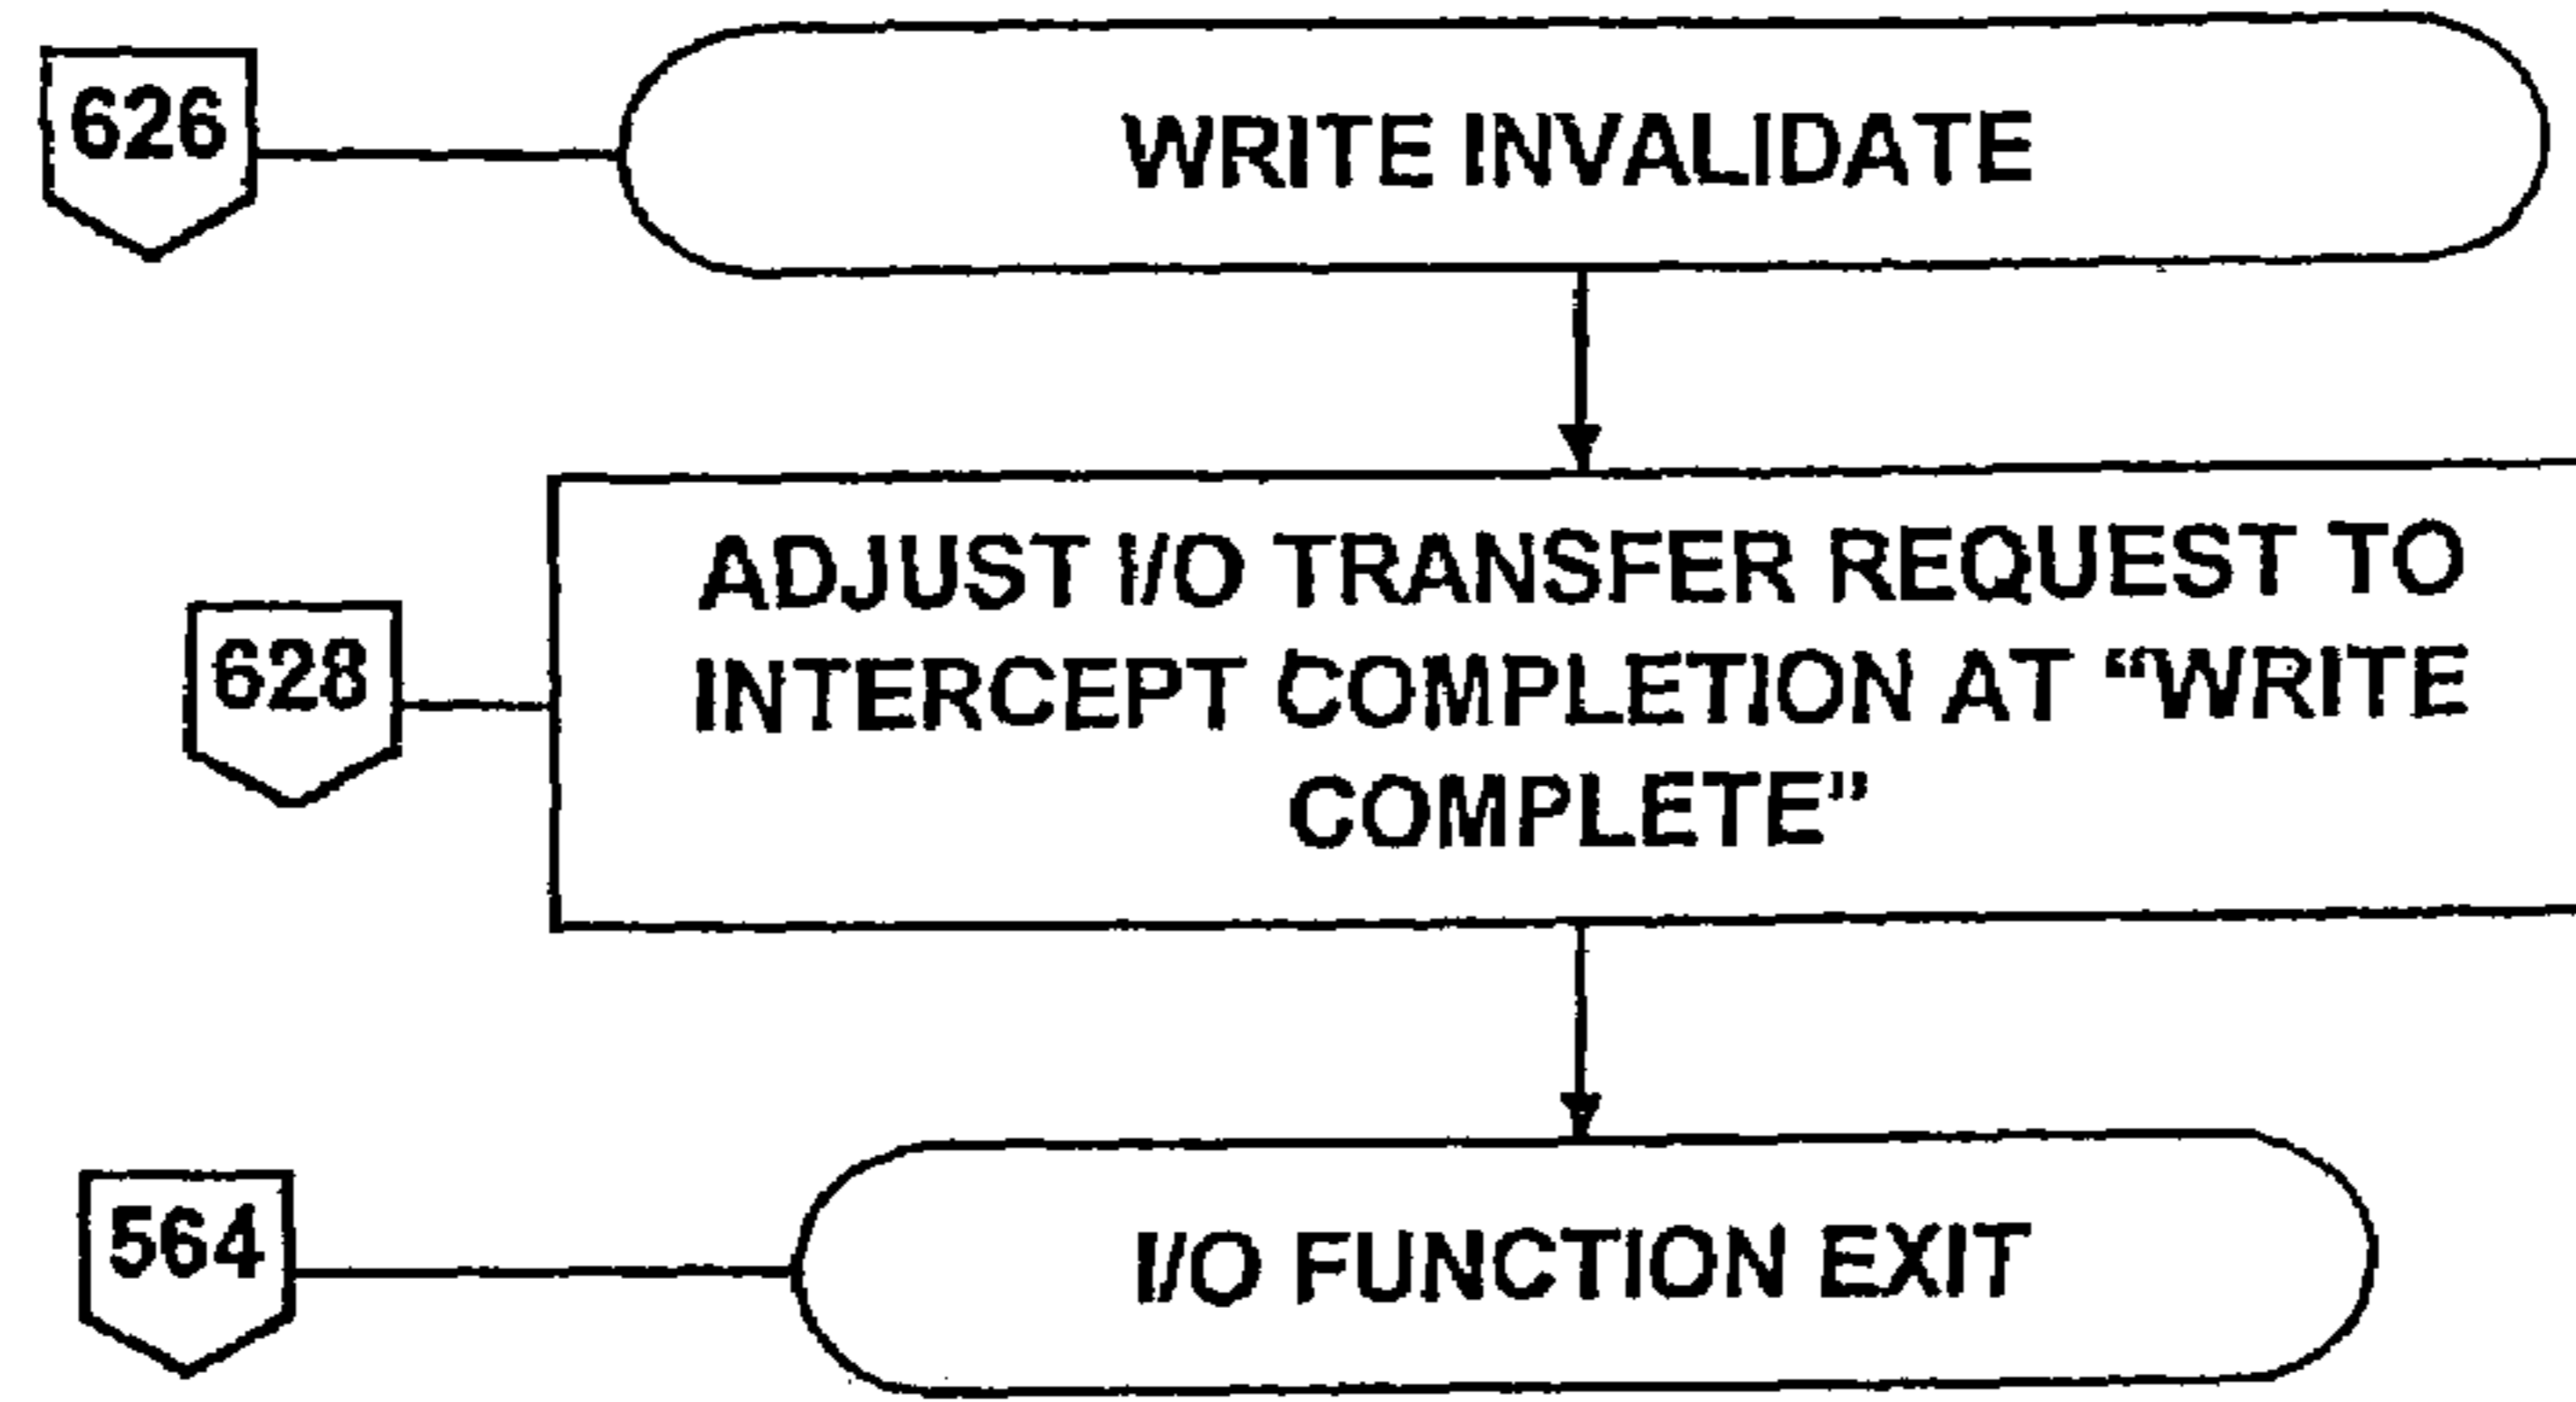 626
WRITE INVALIDATE
628
ADJUST I/O TRANSFER REQUEST TO
INTERCEPT COMPLETION AT “WRITE
COMPLETE”
564
I/O FUNCTION EXIT